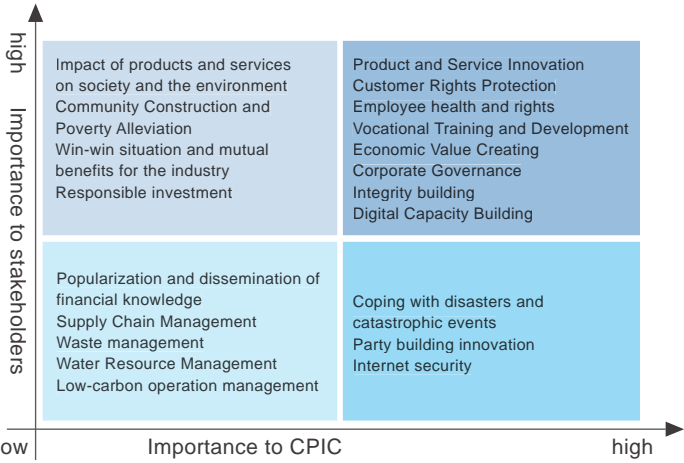 high
Importance to stakeholders
Impact of products and services
on society and the environment
Community Construction and
Poverty Alleviation
Win-win situation and mutual
benefits for the industry
Responsible investment
Product and Service Innovation
Customer Rights Protection
Employee health and rights
Vocational Training and Development
Economic Value Creating
Corporate Governance
Integrity building
Digital Capacity Building
Popularization and dissemination of
financial knowledge
Supply Chain Management
Waste management
Water Resource Management
Low-carbon operation management
Coping with disasters and
catastrophic events
Party building innovation
Internet security
ow Importance to CPIC high